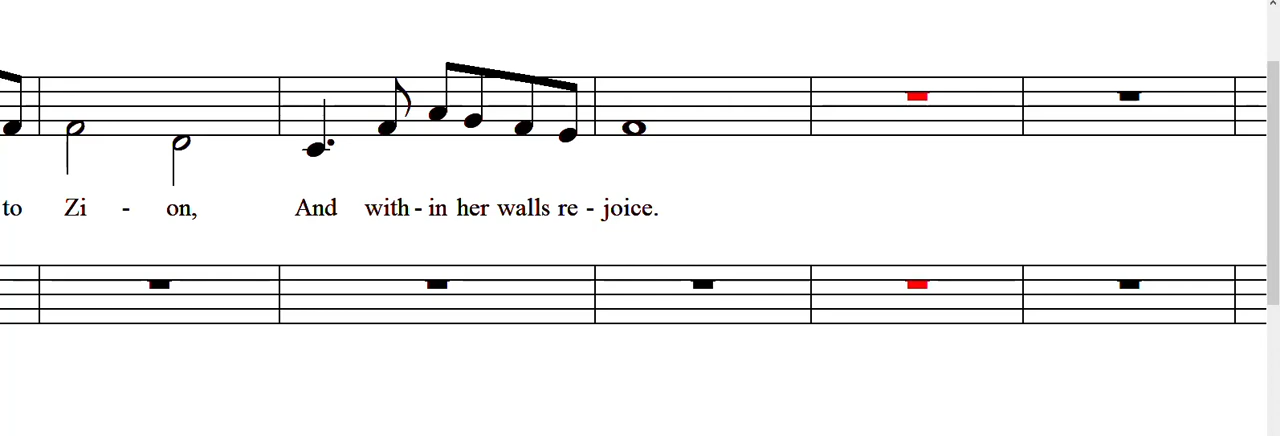 to Zi - on, And with - in her walls re - joice.